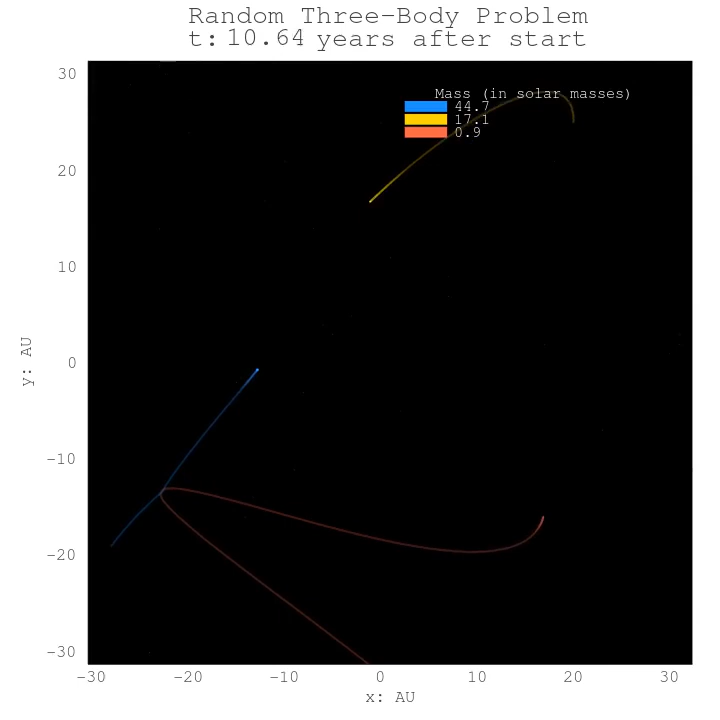 Random Three-Body Problem
t: 10.64 years after start
30
20
10
0
-10
-20
-30
y: AU
Mass (in solar masses)
44.7
17.1
0.9
-30 -20 -10 0 10 20 30
x: AU